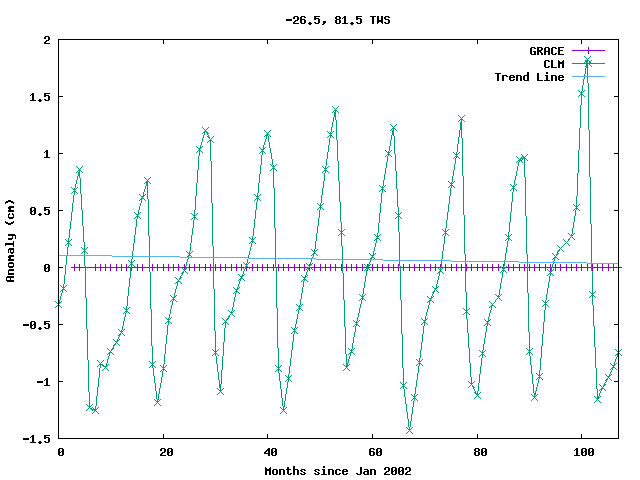 -26.5, 81.5 TWS
GRACE
CLM
Trend Line
2
1.5
1
0.5
0
-0.5
-1
-1.5
Anomaly (cm)
0 20 40 60 80 100
Months since Jan 2002